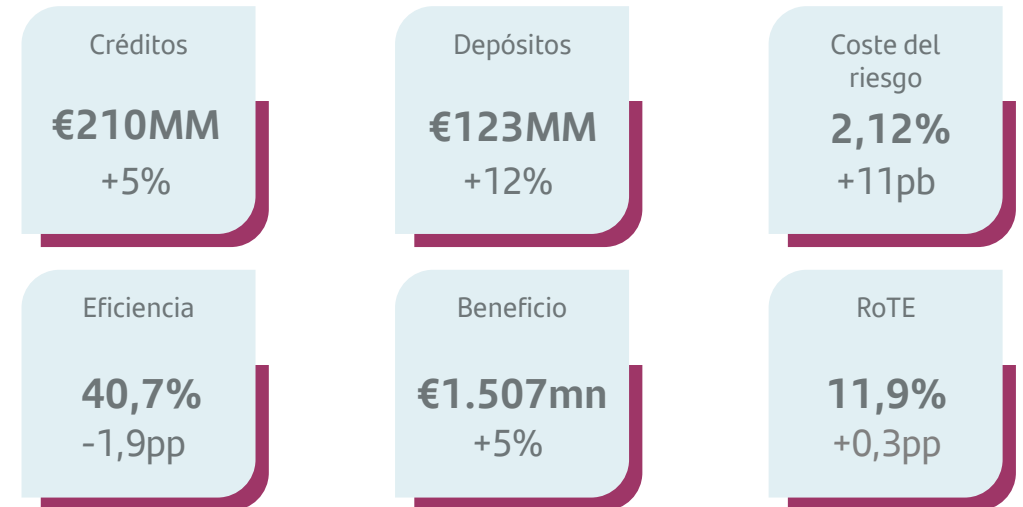 Créditos
€210MM
+5%
Depósitos
€123MM
+12%
Coste del
riesgo
2,12%
+11pb
Eficiencia
40,7%
-1,9pp
Beneficio
€1.507mn
+5%
RoTE
11,9%
+0,3pp